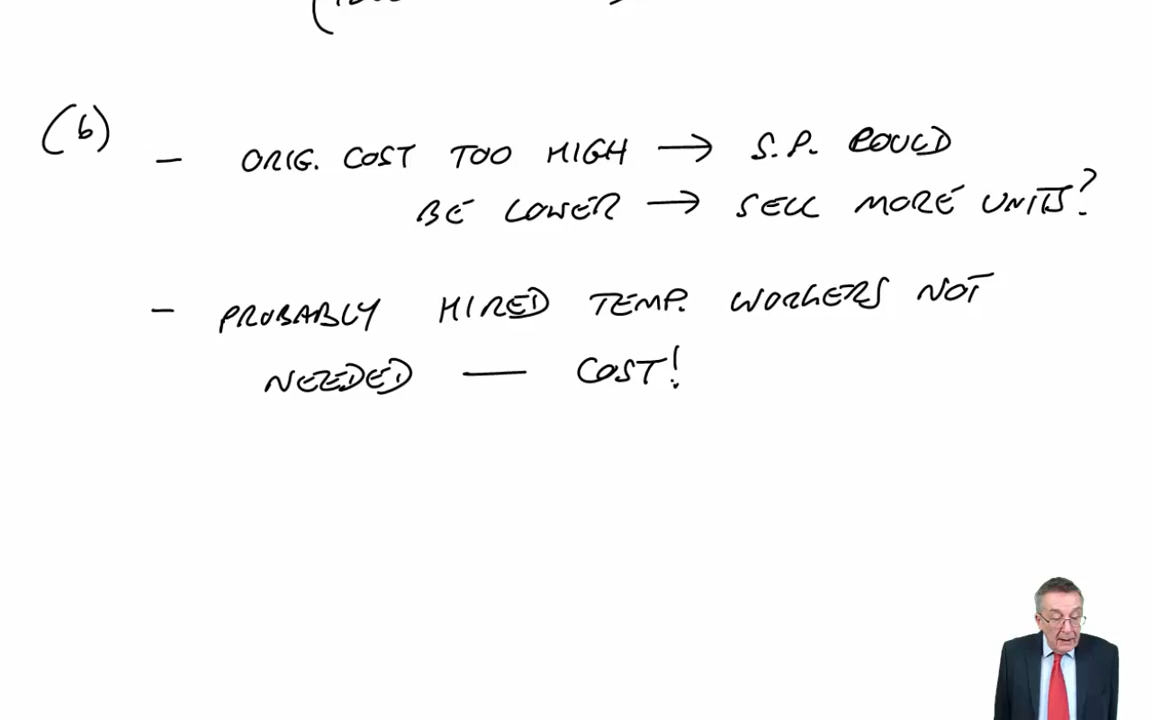 (b)
- ORIG. COST TOO HIGH → S.P. COULD
BE LOWER → SELL MORE UNITS?
- PROBABLY HIRED TEMP. WORKERS NOT
NEEDED — COST!